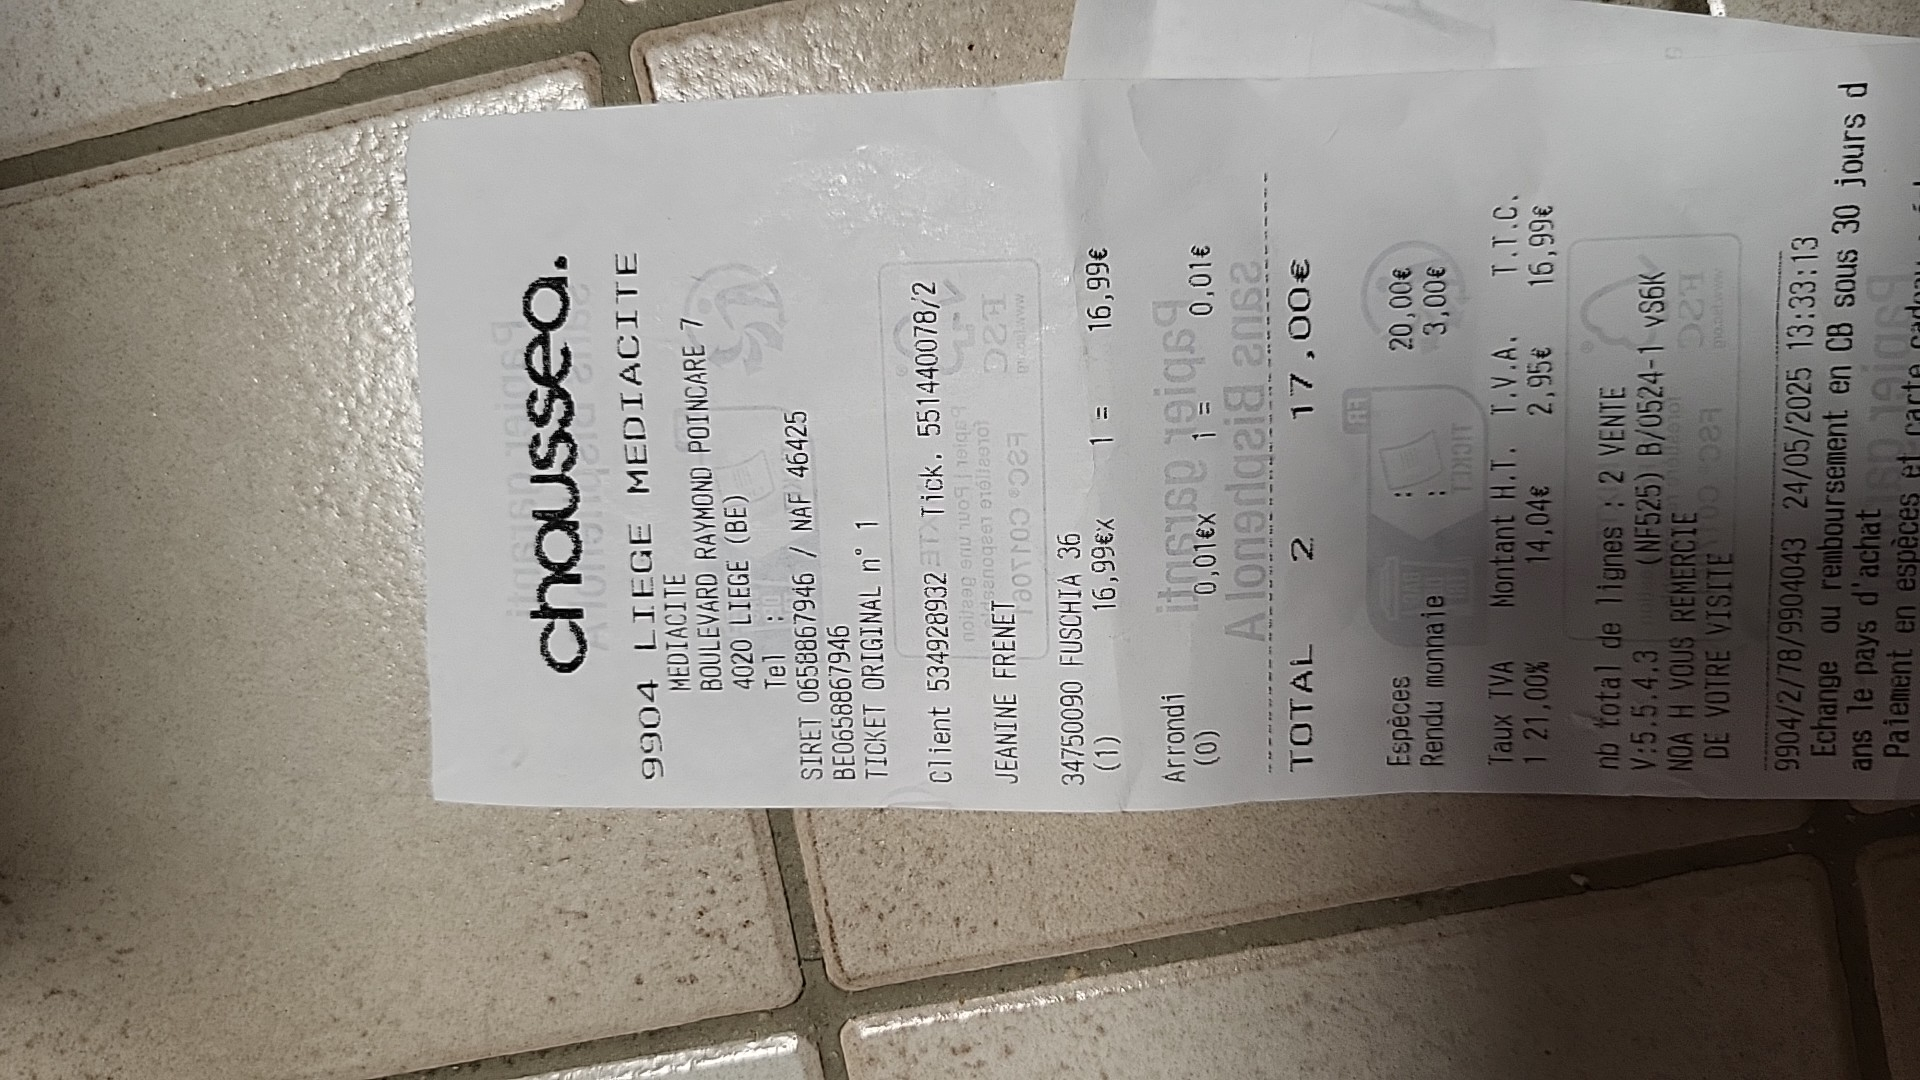 chaussea.
9904 LIEGE MEDIACITE
MEDIACITE
BOULEVARD RAYMOND POINCARE 7
4020 LIEGE (BE)
Tel :
SIRET 0658867946 / NAF 46425
BE0658867946
TICKET ORIGINAL n° 1
Client 534928932 Tick. 551440078/2
JEANINE FRENET
34750090 FUSCHIA 36
(1) 16,99€X 1 = 16,99€
Arrondi
(0) 0,01€X 1 = 0,01€
TOTAL 2 17,00€
Espèces : 20,00€
Rendu monnaie : 3,00€
Taux TVA Montant H.T. T.V.A. T.T.C.
1 21,00% 14,04€ 2,95€ 16,99€
nb total de lignes : 2 VENTE
V:5.5.4.3 (NF525) B/0524-1 vS6K
NOA H VOUS REMERCIE
DE VOTRE VISITE
9904/2/78/9904043 24/05/2025 13:33:13
Echange ou remboursement en CB sous 30 jours d
ans le pays d'achat
Paiement en espèces et carte cadeau